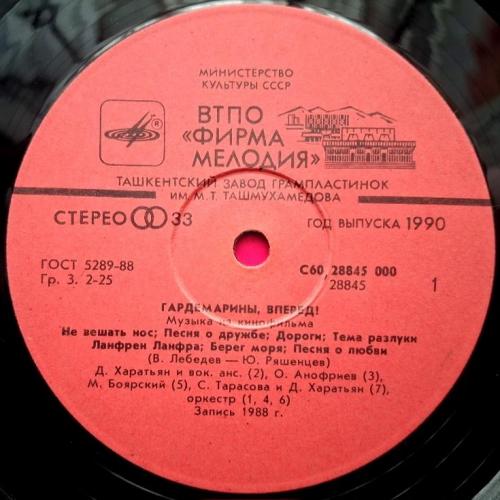 МИНИСТЕРСТВО
КУЛЬТУРЫ СССР
ВТПО
«ФИРМА
МЕЛОДИЯ»
ТАШКЕНТСКИЙ ЗАВОД ГРАМПЛАСТИНОК
ИМ. М. Т. ТАШМУХАМЕДОВА
СТЕРЕО 33
ГОД ВЫПУСКА 1990
ГОСТ 5289-88
Гр. 3. 2-25
С60 28845 000
28845
1
ГАРДЕМАРИНЫ, ВПЕРЕД!
Музыка из кинофильма
Не вешать нос; Песня о дружбе; Дороги; Тема разлуки
Ланфрен Ланфра; Берег моря; Песня о любви
(В. Лебедев — Ю. Ряшенцев)
Д. Харатьян и вок. анс. (2), О. Анофриев (3),
М. Боярский (5), С. Тарасова и Д. Харатьян (7),
оркестр (1, 4, 6)
Запись 1988 г.